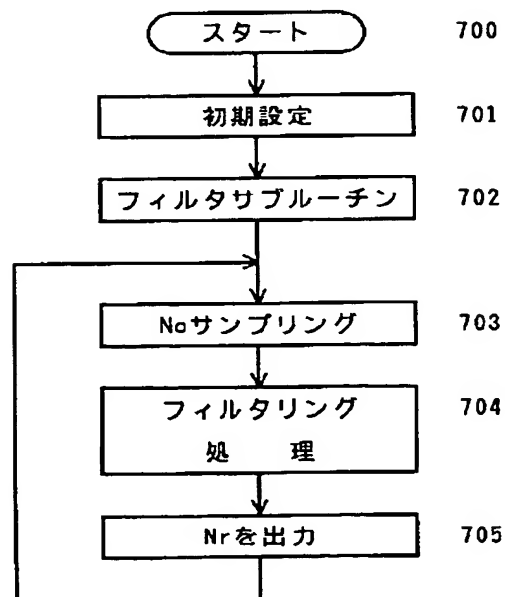 スタート 700
初期設定 701
フィルタサブルーチン 702
Noサンプリング 703
フィルタリング 704
処 理
Nrを出力 705